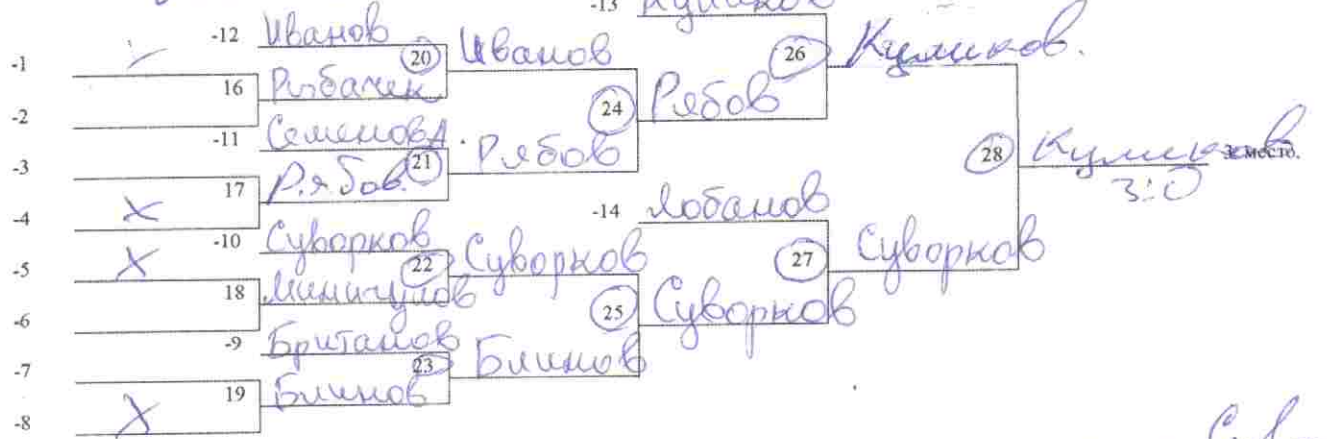 -13 Куликов
-12 Иванов
-1 20 Иванов 26 Куликов.
16 Рыбачек
-2 24 Рябов
-11 Семенов А.
-3 21 Рябов 28 Куликов 3 место.
17 Рябов. 3:0
-4 X -14 Лобанов
-10 Суворков
-5 X 22 Суворков 27 Суворков
18
-6 25 Суворков
-9 Британов
-7 23 Блинов
19 Блинов
-8 X